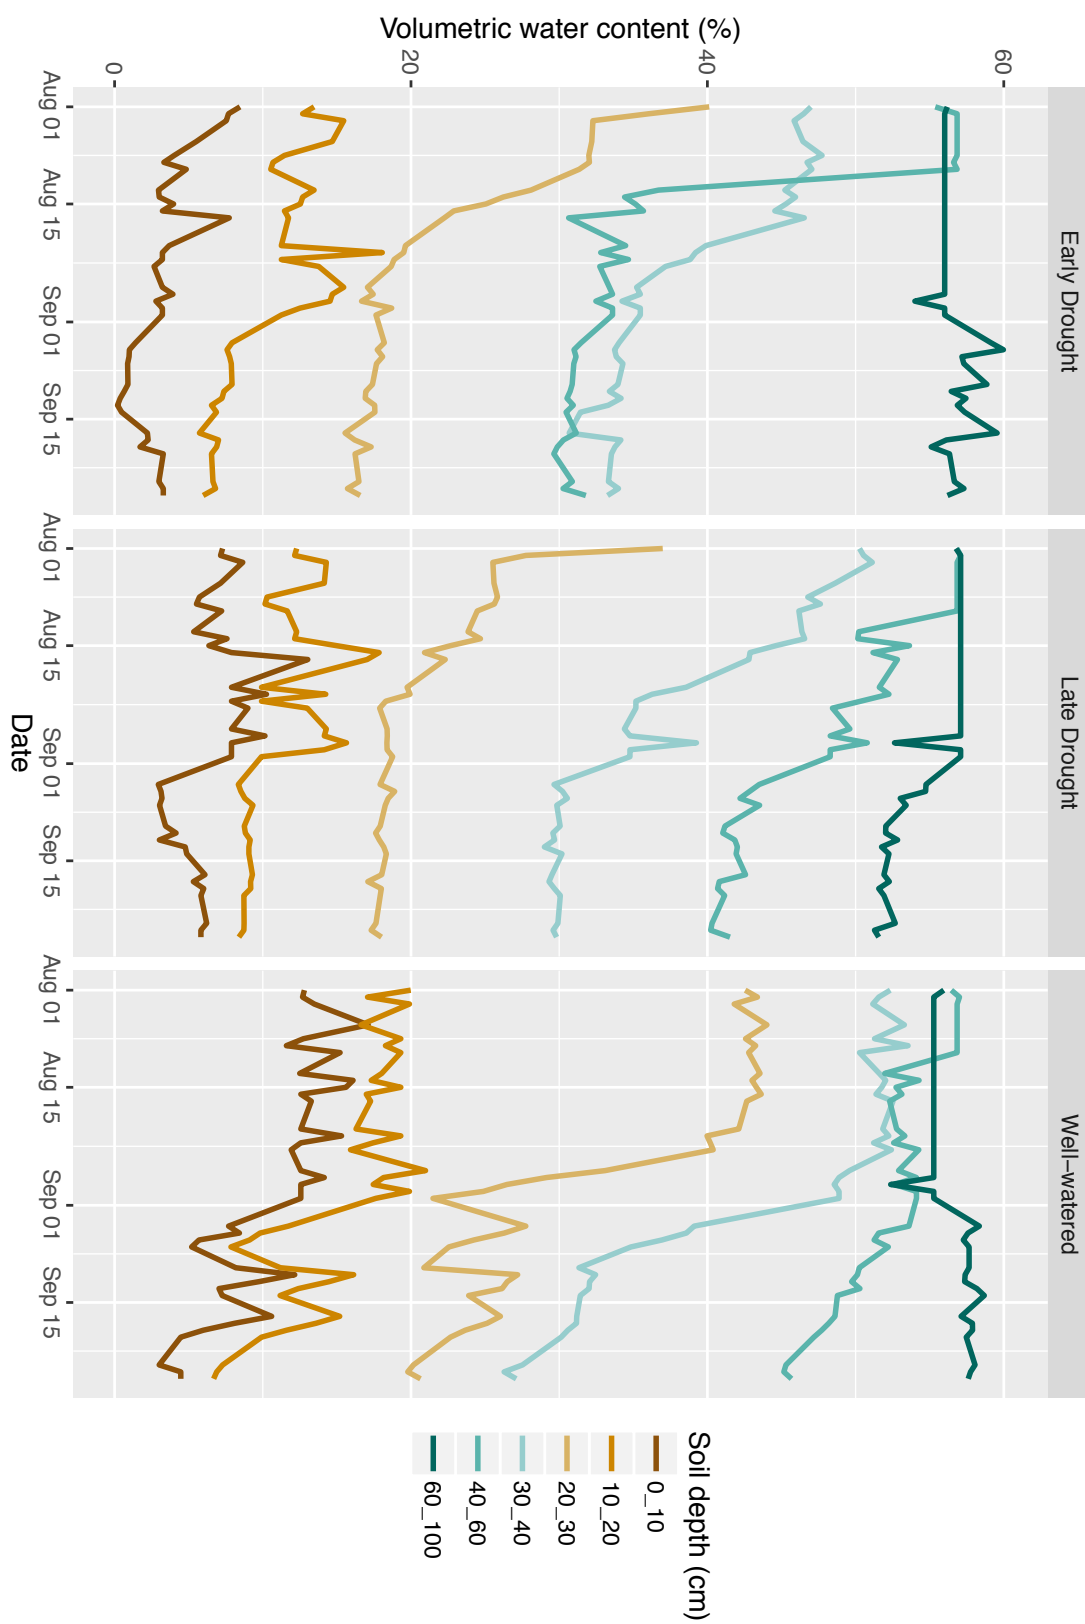 Early Drought
Late Drought
Well−watered
Volumetric water content (%)
60
40
20
0
Aug 01
Aug 15
Sep 01
Sep 15
Aug 01
Aug 15
Sep 01
Sep 15
Aug 01
Aug 15
Sep 01
Sep 15
Date
Soil depth (cm)
0_10
10_20
20_30
30_40
40_60
60_100